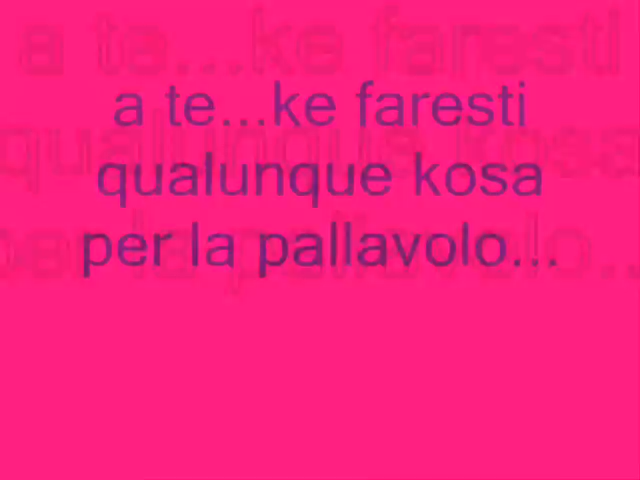 a te...ke faresti
qualunque kosa
per la pallavolo...